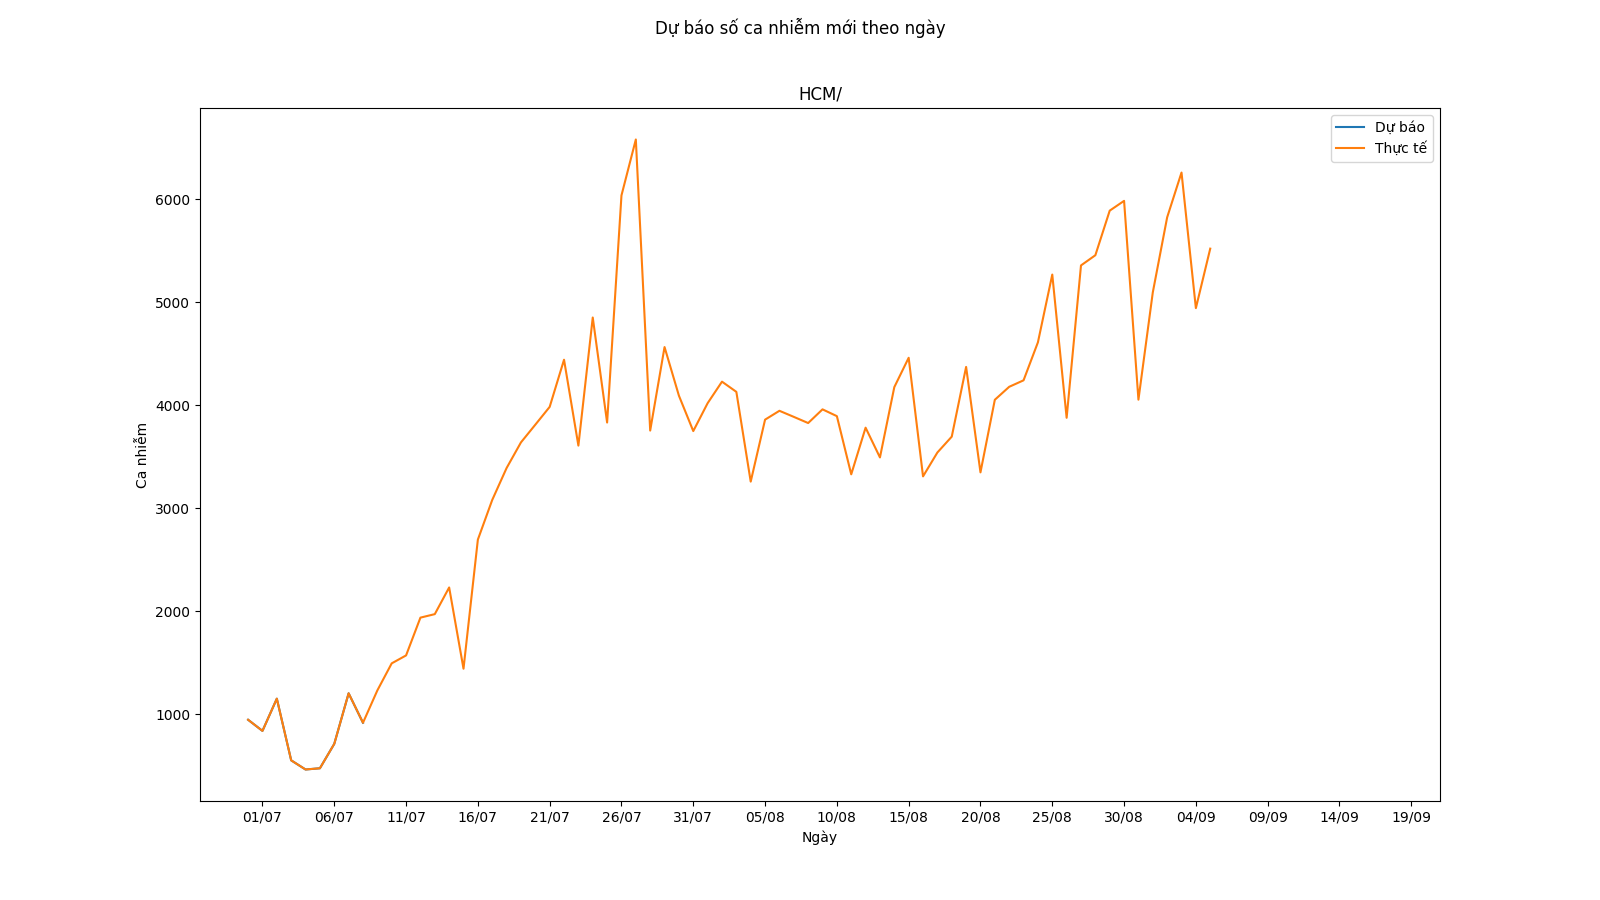 Dự báo số ca nhiễm mới theo ngày
HCM/
Dự báo
Thực tế
6000
5000
4000
3000
2000
1000
Ca nhiễm
01/07 06/07 11/07 16/07 21/07 26/07 31/07 05/08 10/08 15/08 20/08 25/08 30/08 04/09 09/09 14/09 19/09
Ngày